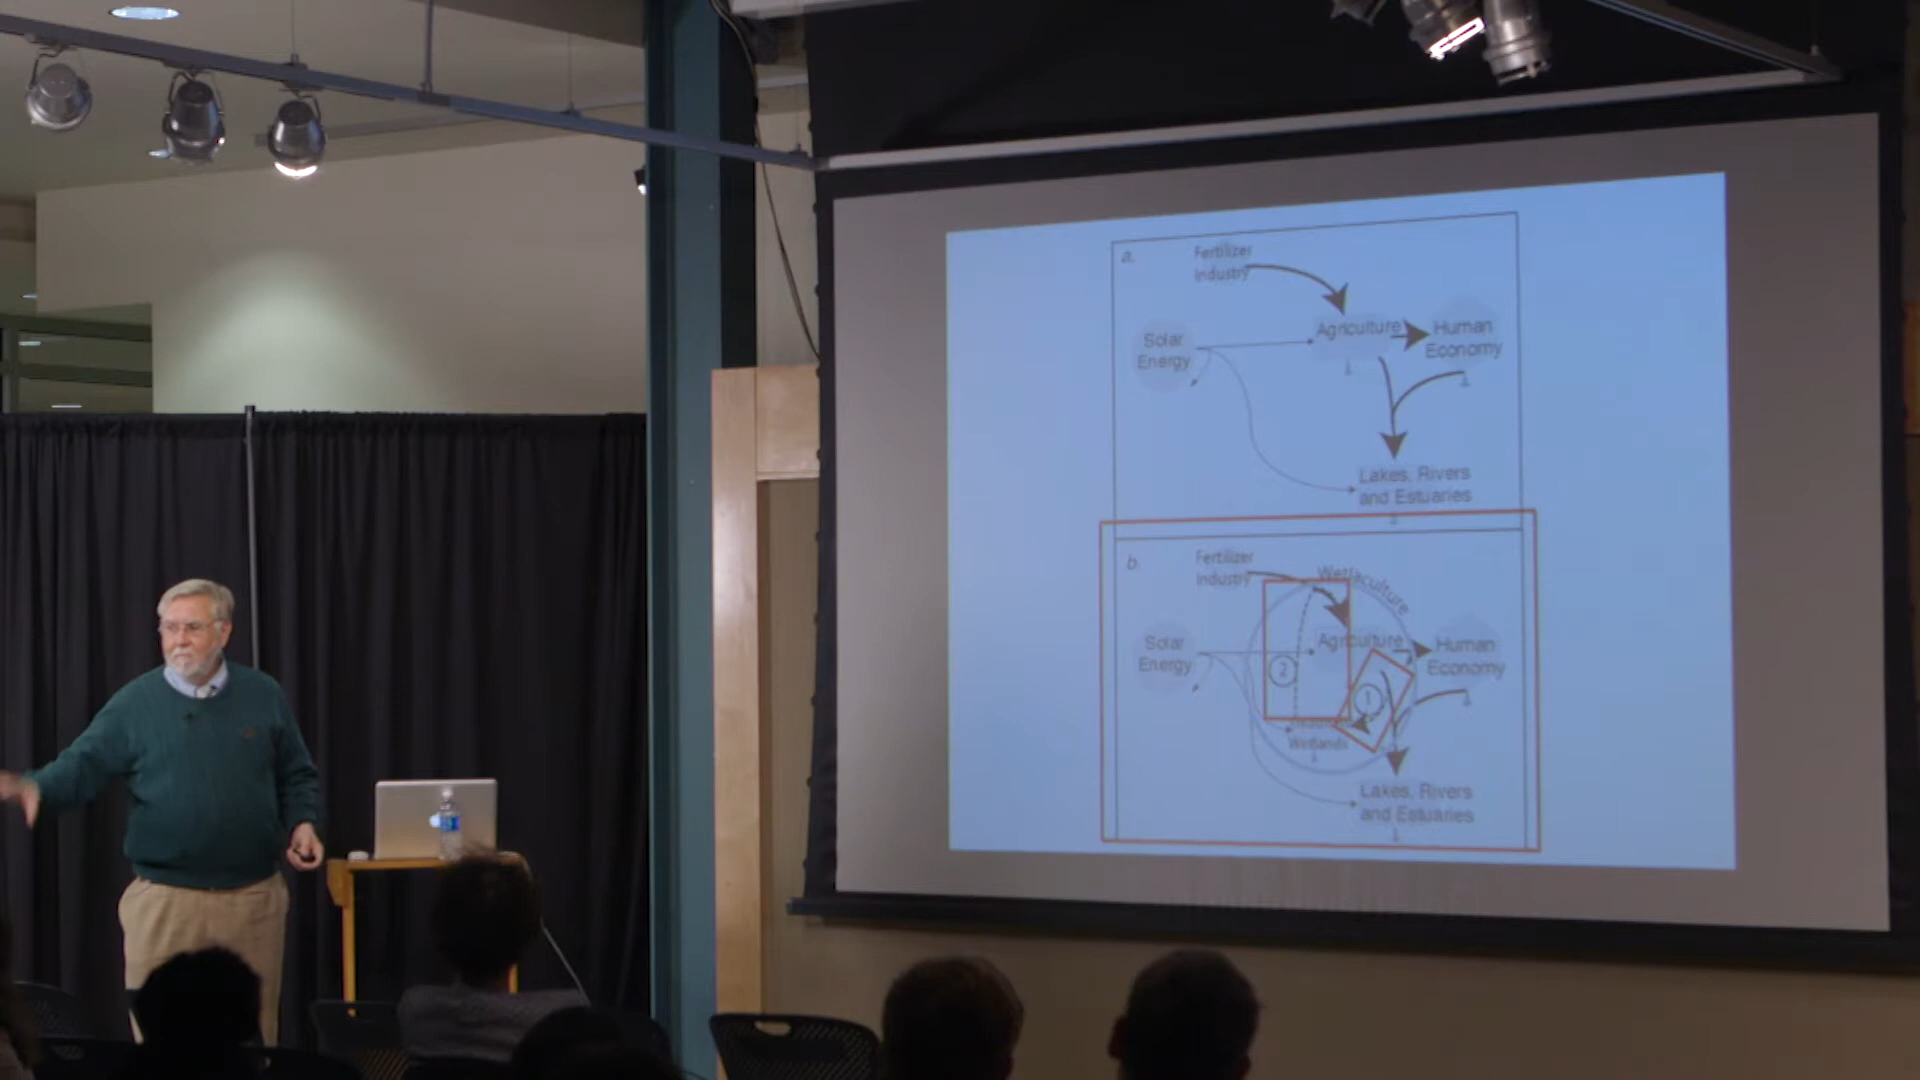 a.
Fertilizer
Industry
Solar
Energy
Agriculture
Human
Economy
Lakes, Rivers
and Estuaries
b.
Fertilizer
Industry
Wetlaculture
Solar
Energy
Agriculture
Human
Economy
2
1
Wetlands
Lakes, Rivers
and Estuaries